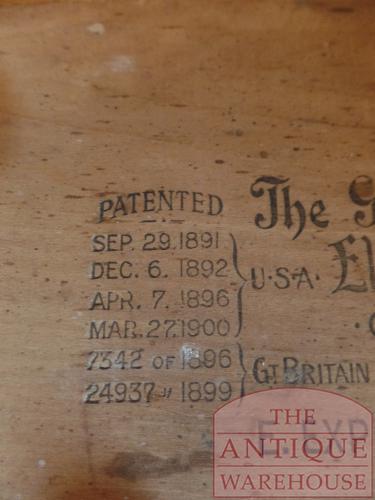 PATENTED
SEP. 29.1891
DEC. 6. 1892
APR. 7. 1896
MAR. 27.1900
U.S.A.
7342 OF 1896
24937 " 1899
GT BRITAIN
The
THE
ANTIQUE
WAREHOUSE